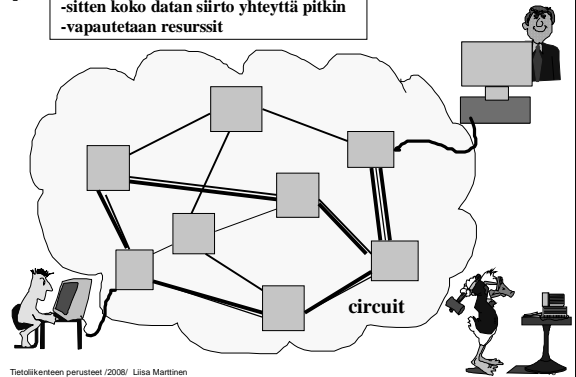 -sitten koko datan siirto yhteyttä pitkin
-vapautetaan resurssit
circuit
Tietoliikenteen perusteet /2008/ Liisa Marttinen